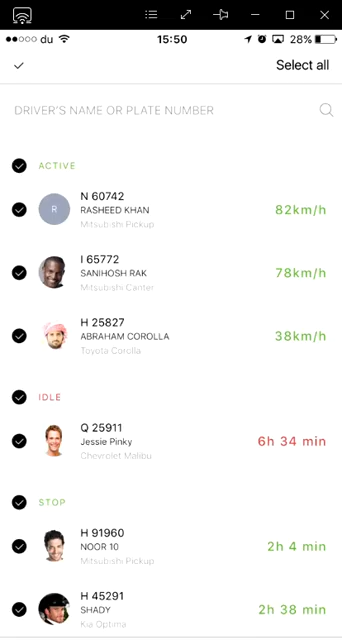 du 15:50 28%
Select all
DRIVER'S NAME OR PLATE NUMBER
ACTIVE
N 60742
R RASHEED KHAN 82km/h
Mitsubishi Pickup
I 65772
SANIHOSH RAK 78km/h
Mitsubishi Canter
H 25827
ABRAHAM COROLLA 38km/h
Toyota Corolla
IDLE
Q 25911
Jessie Pinky 6h 34 min
Chevrolet Malibu
STOP
H 91960
NOOR 10 2h 4 min
Mitsubishi Pickup
H 45291
SHADY 2h 38 min
Kia Optima